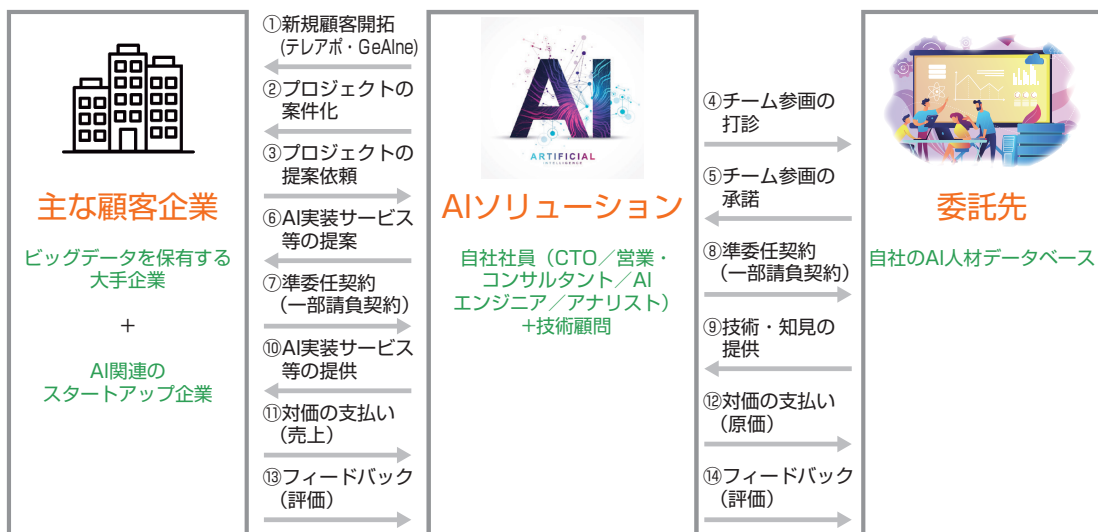 主な顧客企業
ビッグデータを保有する
大手企業
+
AI関連の
スタートアップ企業
①新規顧客開拓
(テレアポ・GeAIne)
②プロジェクトの
案件化
③プロジェクトの
提案依頼
⑥AI実装サービス
等の提案
⑦準委任契約
(一部請負契約)
⑩AI実装サービス
等の提供
⑪対価の支払い
(売上)
⑬フィードバック
(評価)
AI
ARTIFICIAL
INTELLIGENCE
AIソリューション
自社社員（CTO／営業・
コンサルタント／AI
エンジニア／アナリスト）
＋技術顧問
④チーム参画の
打診
⑤チーム参画の
承諾
⑧準委任契約
(一部請負契約)
⑨技術・知見の
提供
⑫対価の支払い
(原価)
⑭フィードバック
(評価)
委託先
自社のAI人材データベース